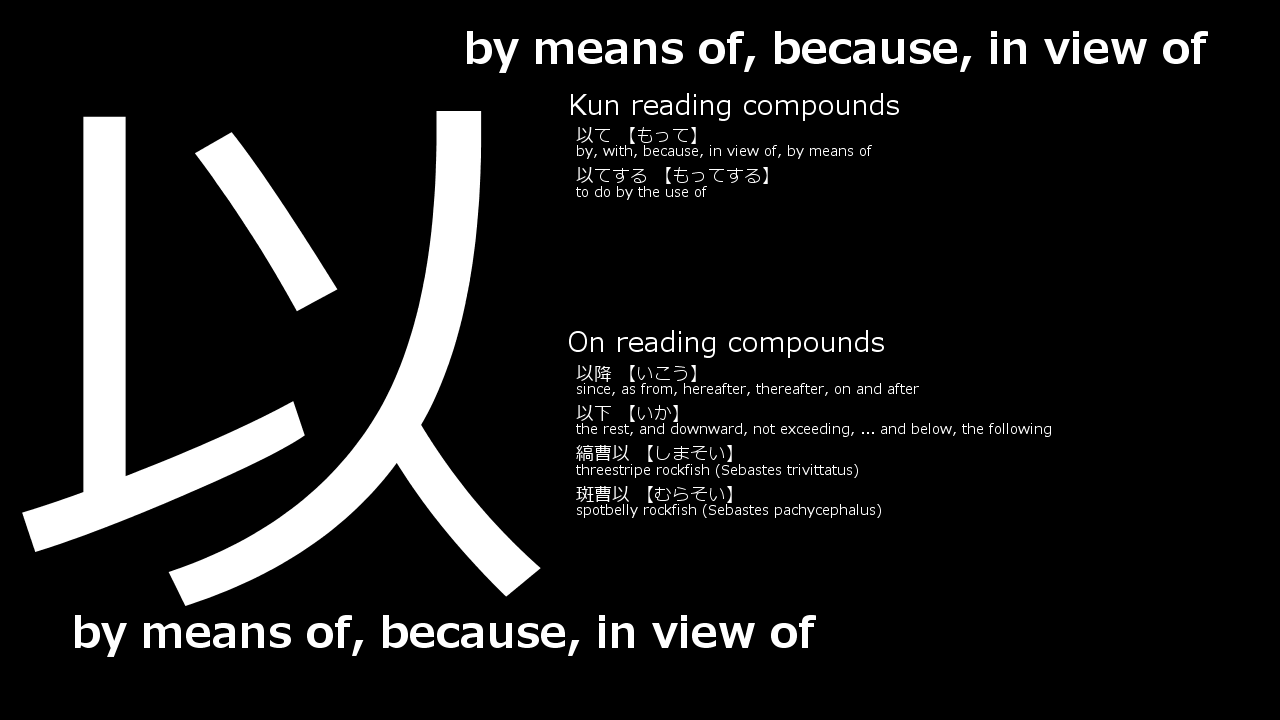 by means of, because, in view of
以
Kun reading compounds
以て 【もって】
by, with, because, in view of, by means of
以てする 【もってする】
to do by the use of
On reading compounds
以降 【いこう】
since, as from, hereafter, thereafter, on and after
以下 【いか】
the rest, and downward, not exceeding, ... and below, the following
縞曹以 【しまそい】
threestripe rockfish (Sebastes trivittatus)
斑曹以 【むらそい】
spotbelly rockfish (Sebastes pachycephalus)
by means of, because, in view of